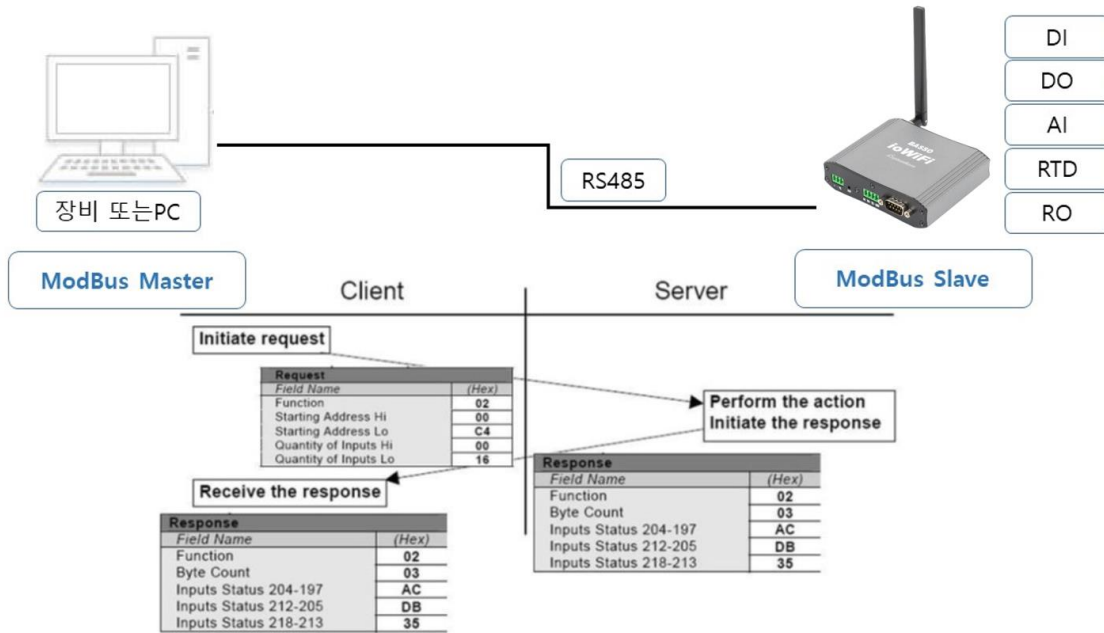 DI
DO
AI
RTD
RO
BASSO
ioWiFi
RS485
장비 또는PC
ModBus Master
ModBus Slave
Client
Server
Initiate request
Request
Field Name (Hex)
Function 02
Starting Address Hi 00
Starting Address Lo C4
Quantity of Inputs Hi 00
Quantity of Inputs Lo 16
Perform the action
Initiate the response
Receive the response
Response
Field Name (Hex)
Function 02
Byte Count 03
Inputs Status 204-197 AC
Inputs Status 212-205 DB
Inputs Status 218-213 35
Response
Field Name (Hex)
Function 02
Byte Count 03
Inputs Status 204-197 AC
Inputs Status 212-205 DB
Inputs Status 218-213 35